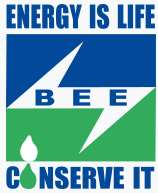 ENERGY IS LIFE
BEE
CONSERVE IT